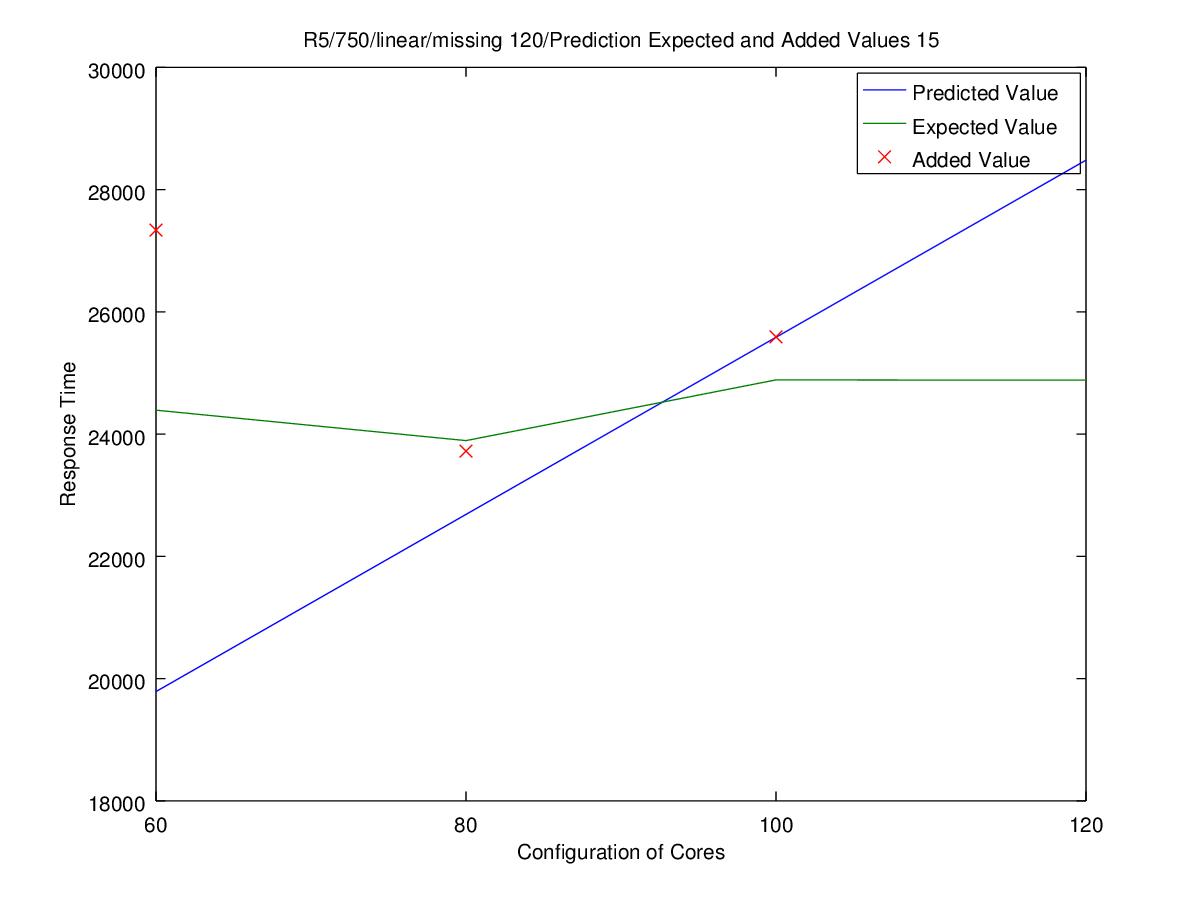 R5/750/linear/missing 120/Prediction Expected and Added Values 15
30000
28000
26000
24000
22000
20000
18000
60
80
100
120
Response Time
Configuration of Cores
Predicted Value
Expected Value
Added Value